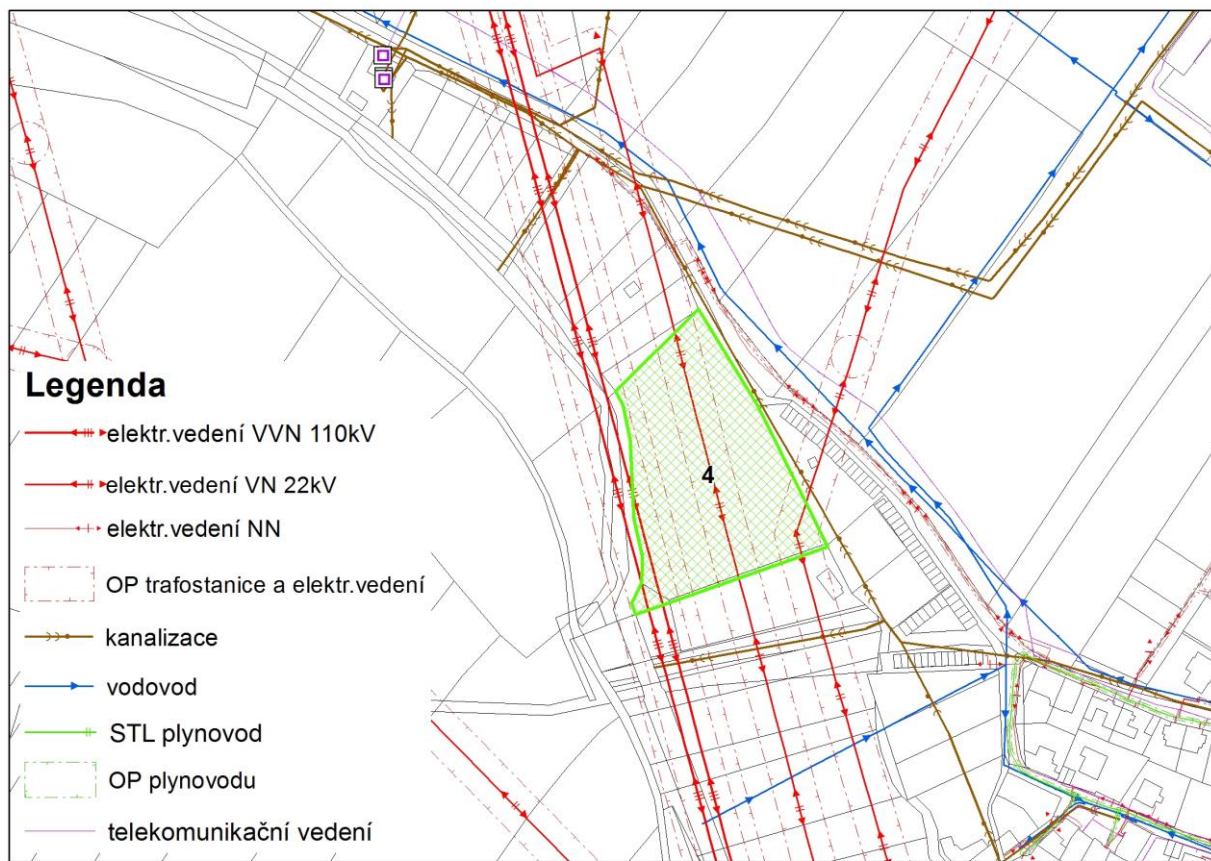 4
Legenda
elektr.vedení VVN 110kV
elektr.vedení VN 22kV
elektr.vedení NN
OP trafostanice a elektr.vedení
kanalizace
vodovod
STL plynovod
OP plynovodu
telekomunikační vedení